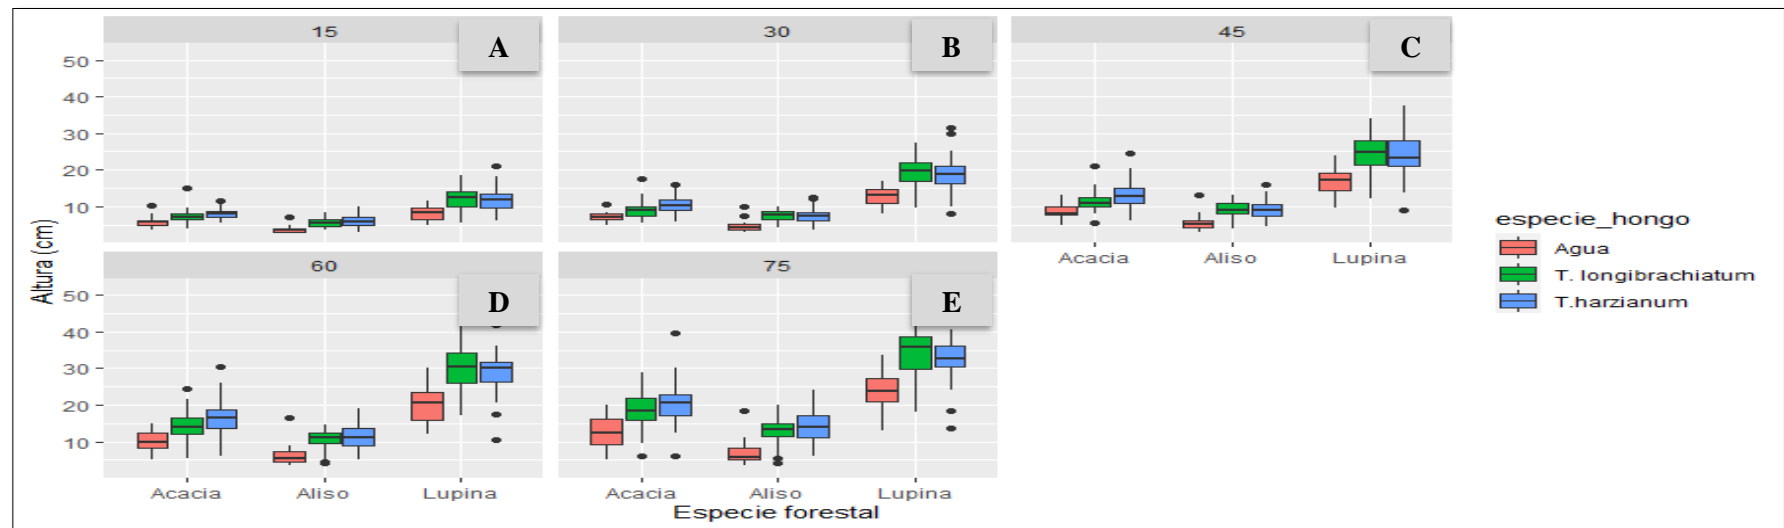 15 A
30 B
45 C
50
40
30
20
10
Acacia Aliso Lupina
especie_hongo
Agua
T. longibrachiatum
T.harzianum
Altura (cm)
60 D
75 E
50
40
30
20
10
Acacia Aliso Lupina
Acacia Aliso Lupina
Especie forestal